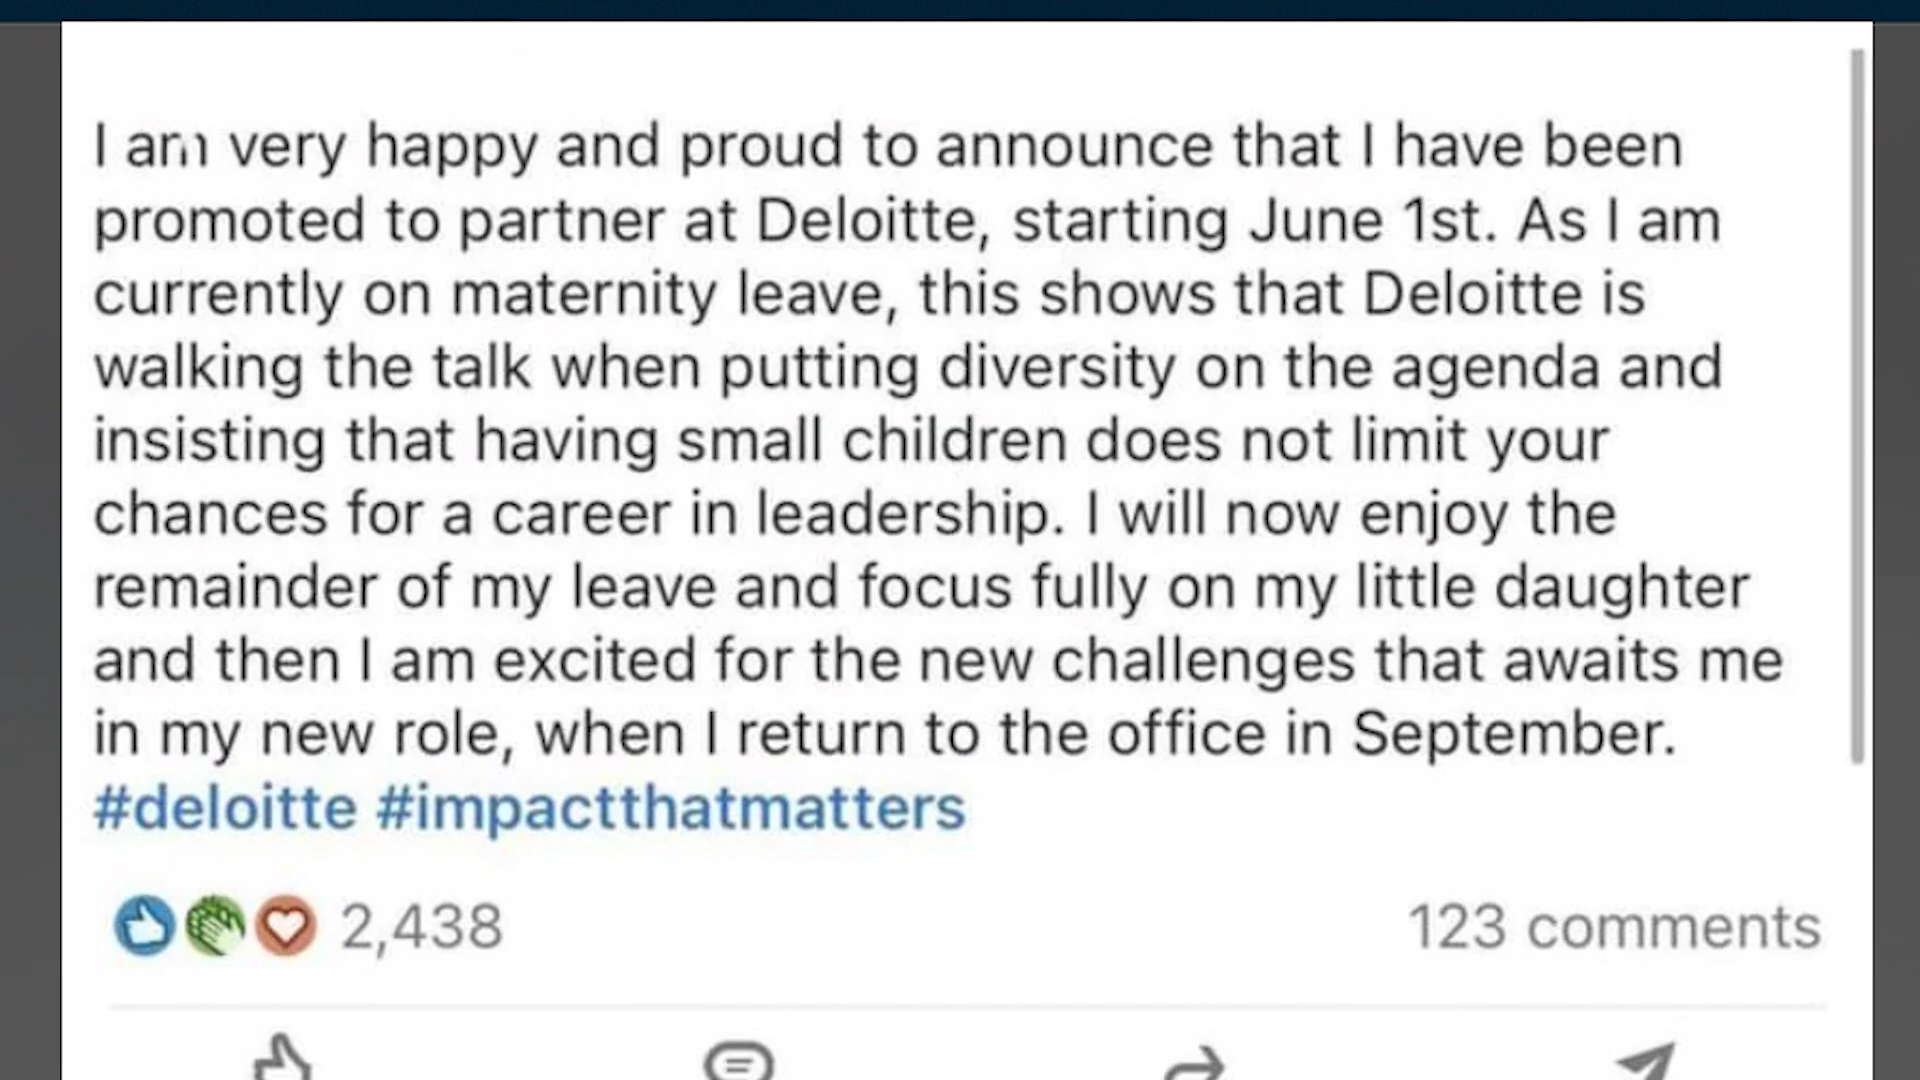 I am very happy and proud to announce that I have been
promoted to partner at Deloitte, starting June 1st. As I am
currently on maternity leave, this shows that Deloitte is
walking the talk when putting diversity on the agenda and
insisting that having small children does not limit your
chances for a career in leadership. I will now enjoy the
remainder of my leave and focus fully on my little daughter
and then I am excited for the new challenges that awaits me
in my new role, when I return to the office in September.
#deloitte #impactthatmatters
2,438 123 comments